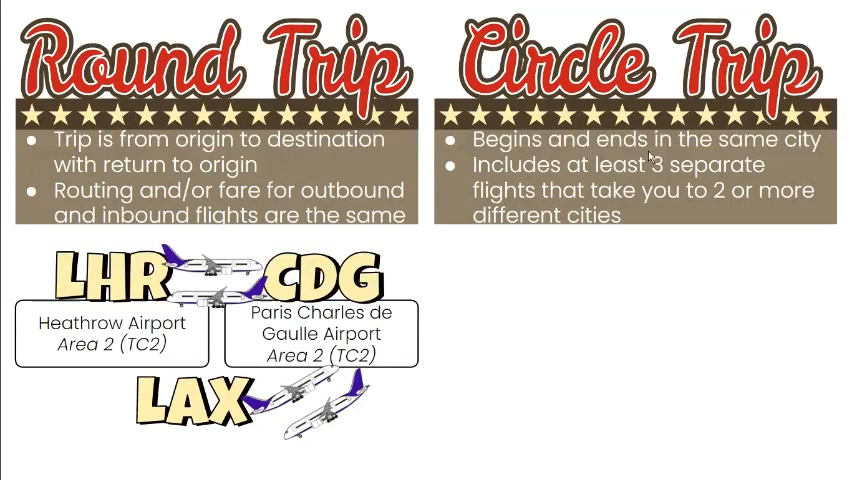 Round Trip
● Trip is from origin to destination
with return to origin
● Routing and/or fare for outbound
and inbound flights are the same
Circle Trip
● Begins and ends in the same city
● Includes at least 3 separate
flights that take you to 2 or more
different cities
LHR
CDG
Heathrow Airport
Area 2 (TC2)
Paris Charles de
Gaulle Airport
Area 2 (TC2)
LAX